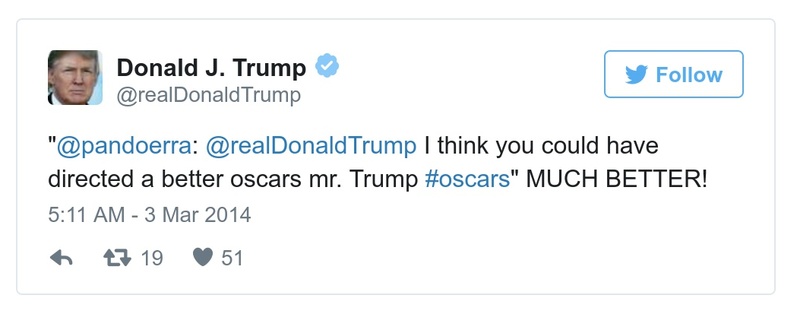 Donald J. Trump
@realDonaldTrump
Follow
"@pandoerra: @realDonaldTrump I think you could have
directed a better oscars mr. Trump #oscars" MUCH BETTER!
5:11 AM - 3 Mar 2014
19 51